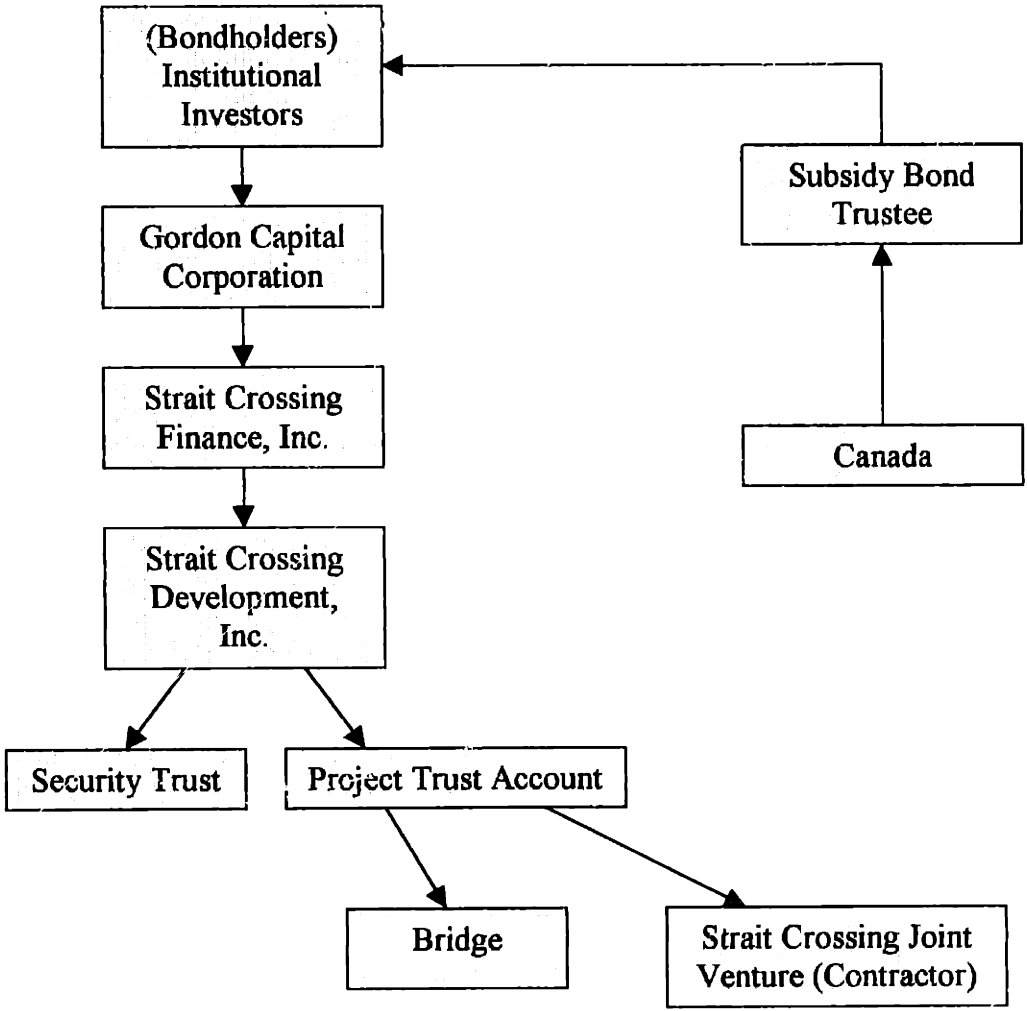 (Bondholders)
Institutional
Investors
Subsidy Bond
Trustee
Gordon Capital
Corporation
Strait Crossing
Finance, Inc.
Canada
Strait Crossing
Development,
Inc.
Security Trust
Project Trust Account
Bridge
Strait Crossing Joint
Venture (Contractor)